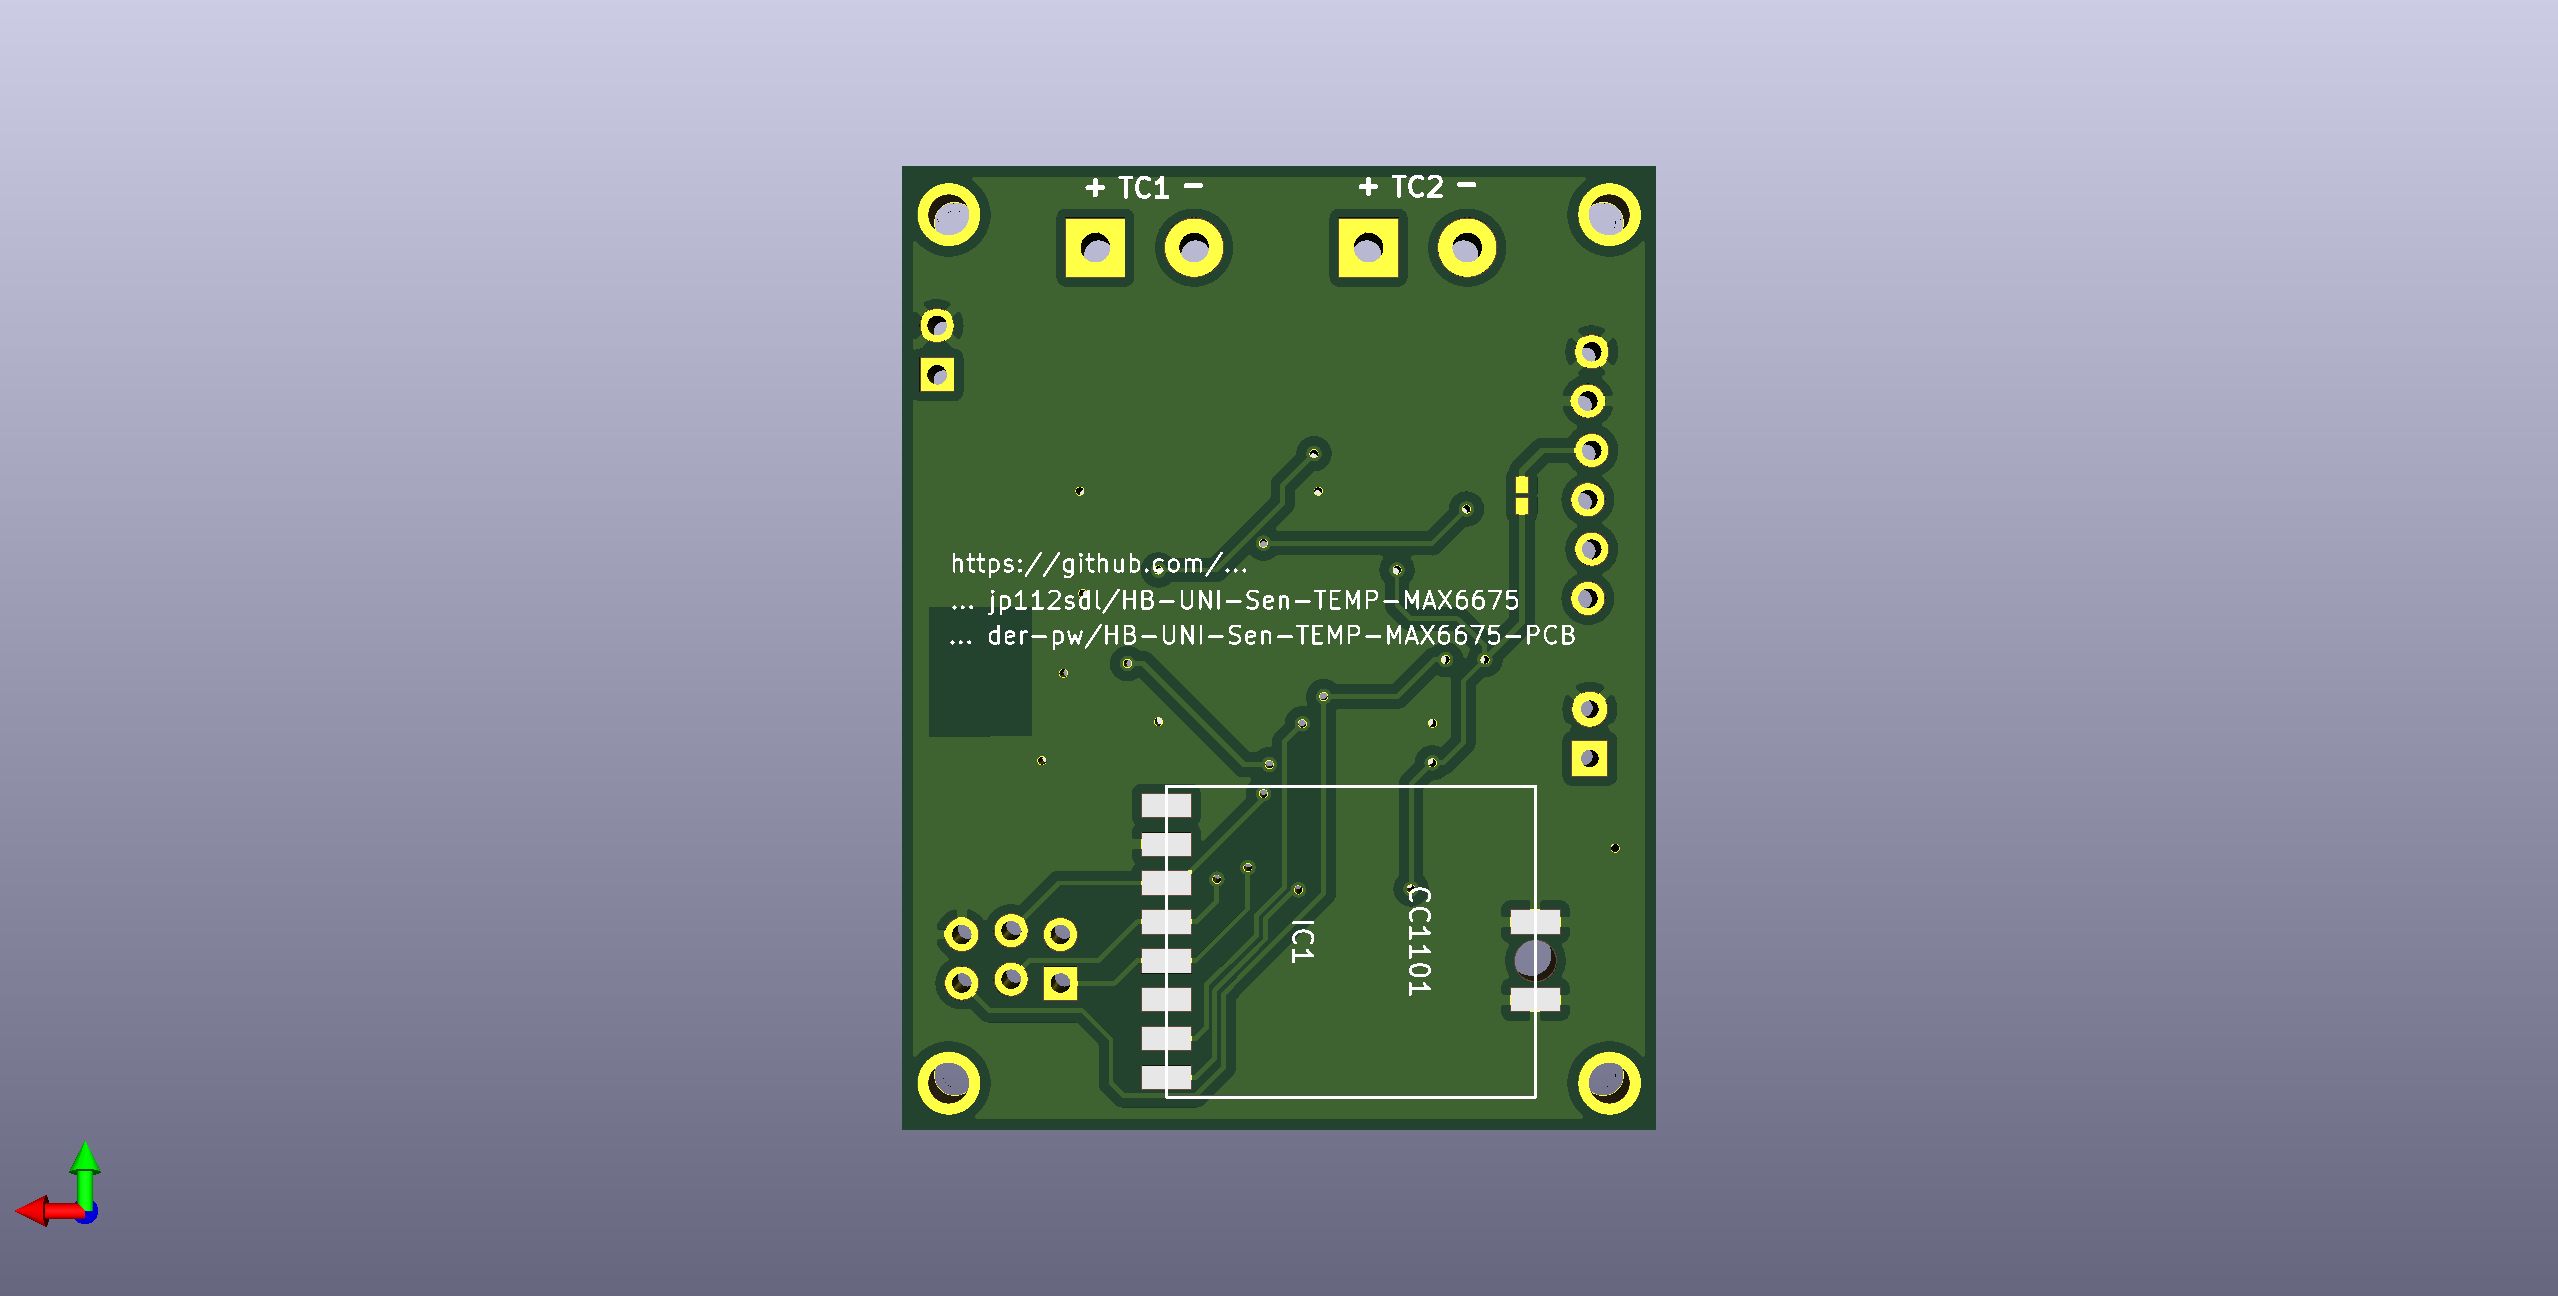 + TC1 − + TC2 −
https://github.com/...
... jp112sdl/HB-UNI-Sen-TEMP-MAX6675
... der-pw/HB-UNI-Sen-TEMP-MAX6675-PCB
IC1
CC1101